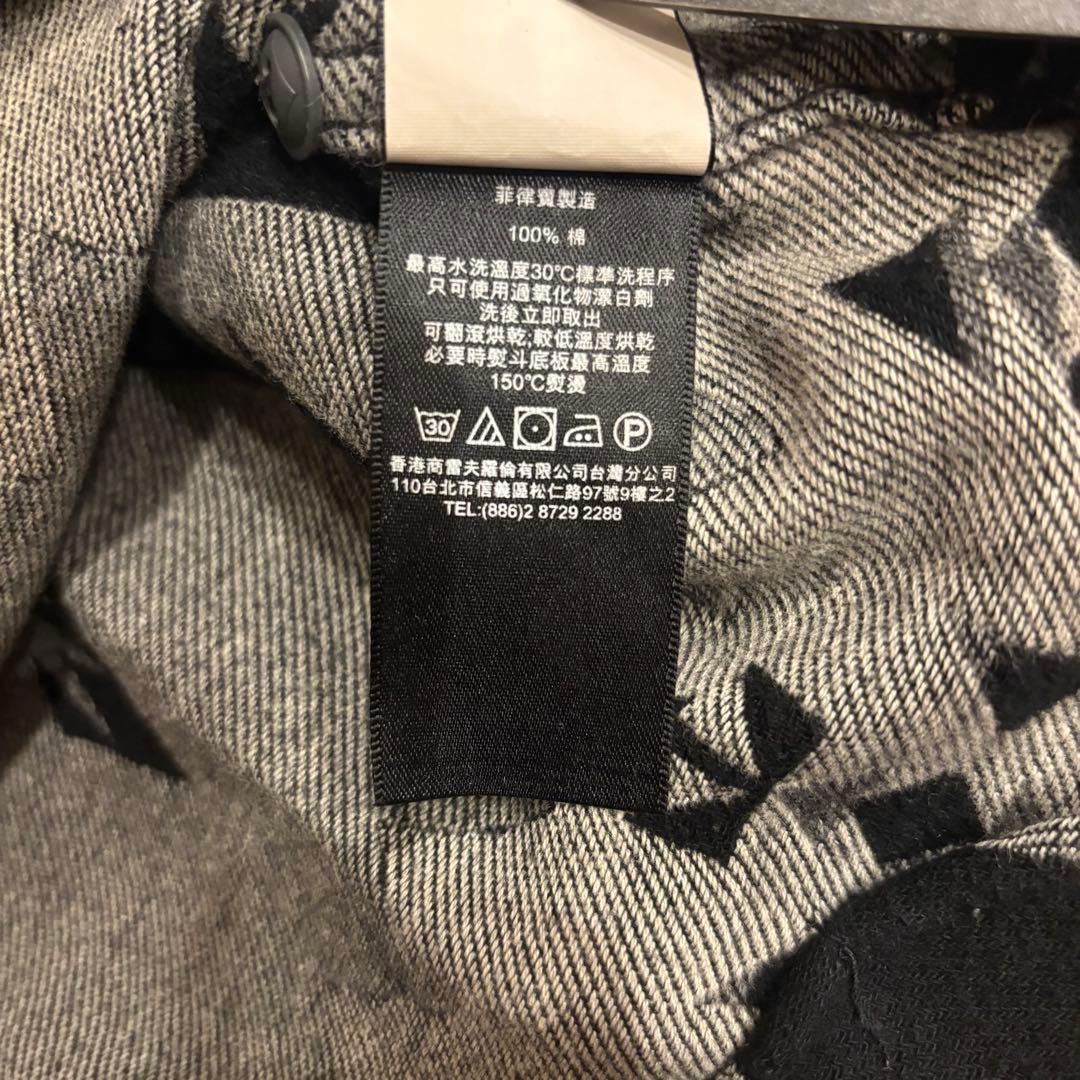 菲律賓製造
100% 棉
最高水洗溫度30℃標準洗程序
只可使用過氧化物漂白劑
洗後立即取出
可翻滾烘乾;較低溫度烘乾
必要時熨斗底板最高溫度
150℃熨燙
30 P
香港商雷夫羅倫有限公司台灣分公司
110台北市信義區松仁路97號9樓之2
TEL:(886)2 8729 2288